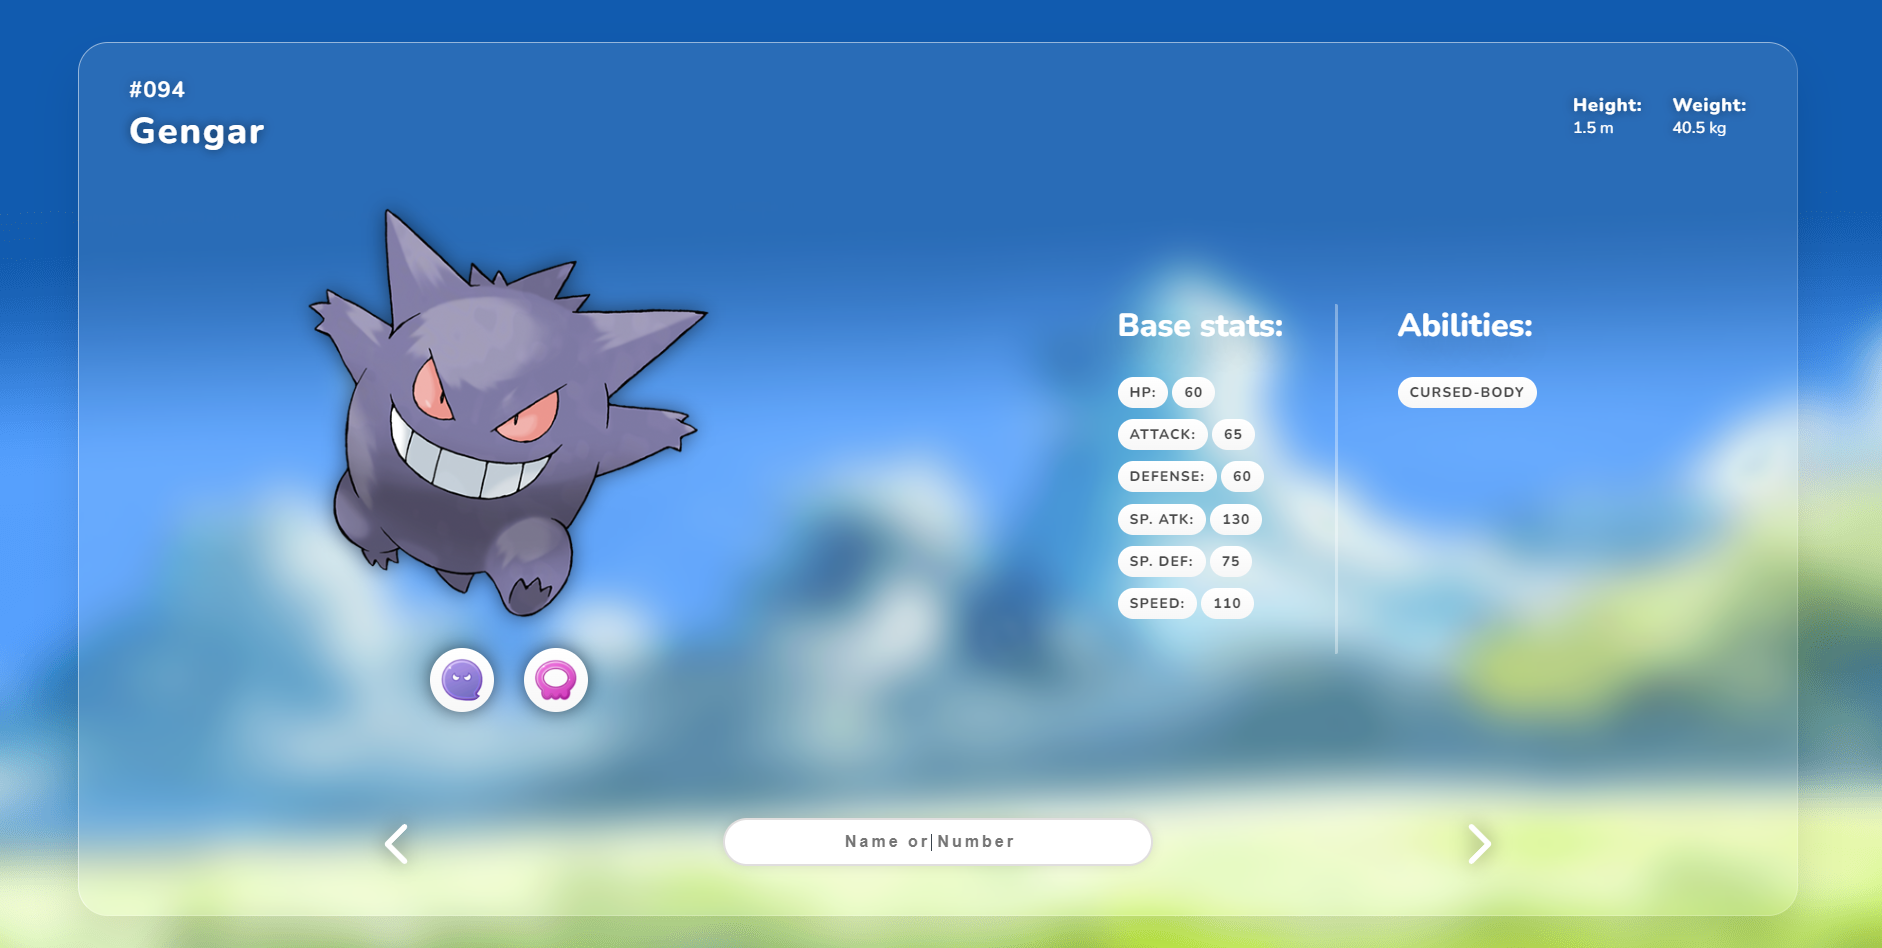 #094
Gengar
Height: Weight:
1.5 m 40.5 kg
Base stats:
HP: 60
ATTACK: 65
DEFENSE: 60
SP. ATK: 130
SP. DEF: 75
SPEED: 110
Abilities:
CURSED-BODY
Name or Number